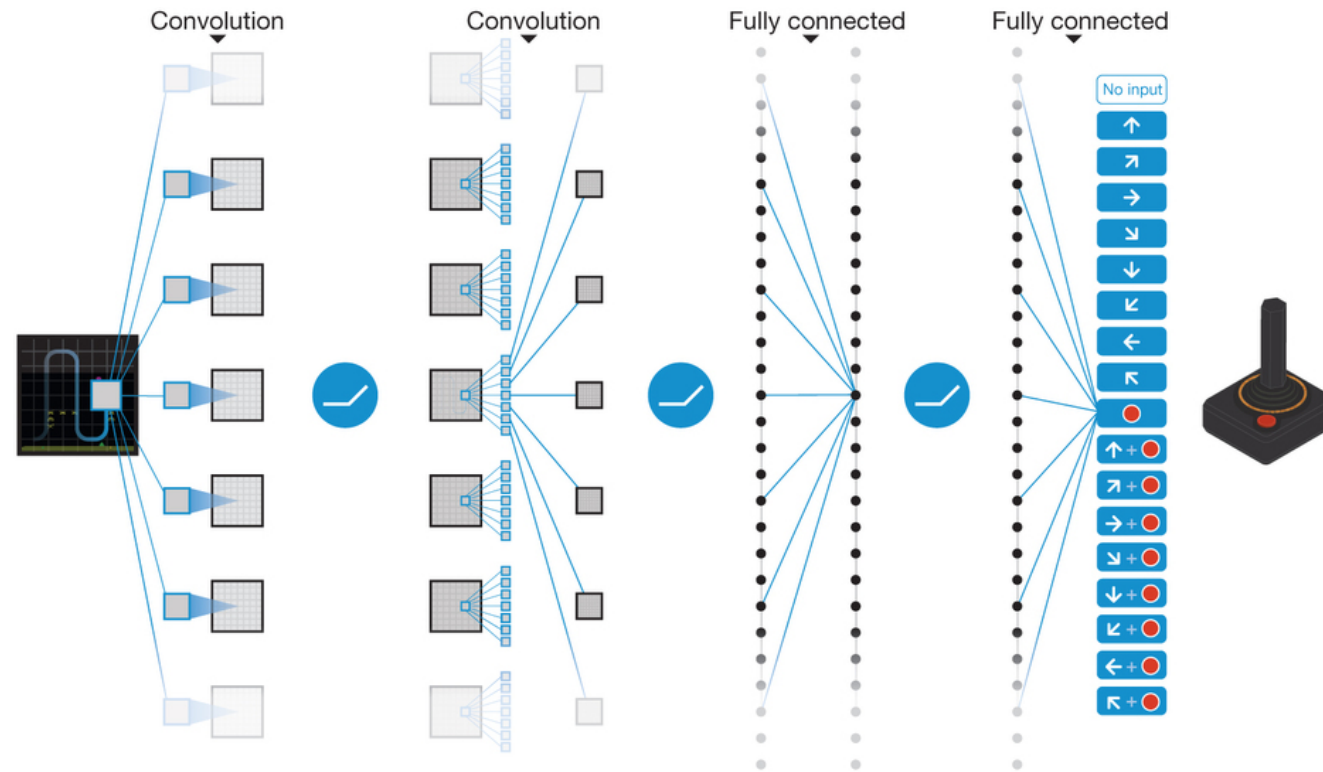 Convolution
Convolution
Fully connected
Fully connected
No input
+
+
+
+
+
+
+
+